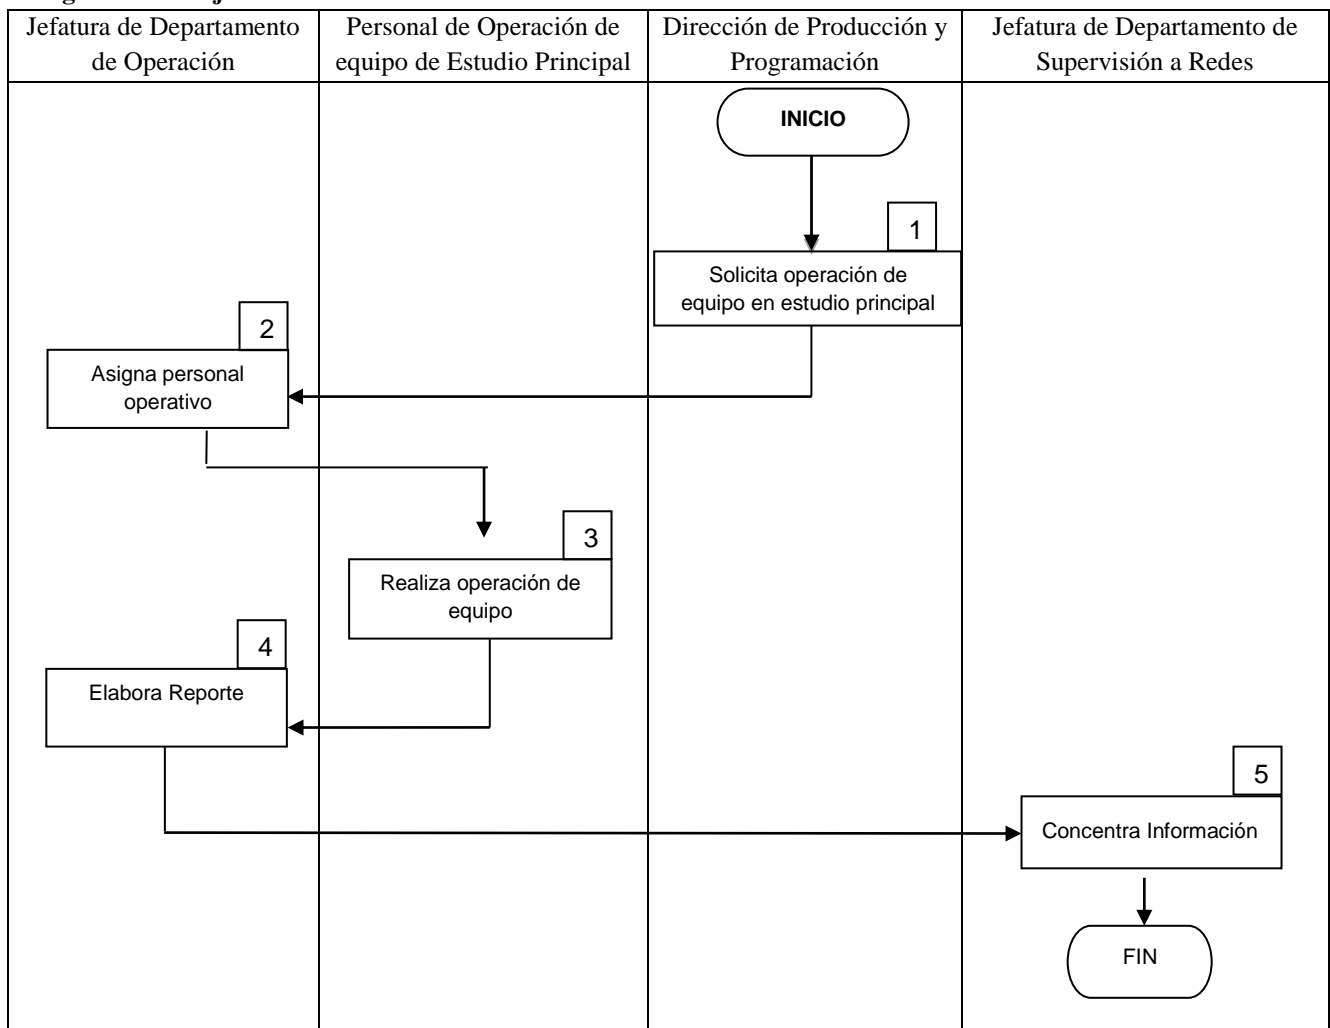 Jefatura de Departamento
de Operación
Personal de Operación de
equipo de Estudio Principal
Dirección de Producción y
Programación
Jefatura de Departamento de
Supervisión a Redes
INICIO
1
Solicita operación de
equipo en estudio principal
2
Asigna personal
operativo
3
Realiza operación de
equipo
4
Elabora Reporte
5
Concentra Información
FIN